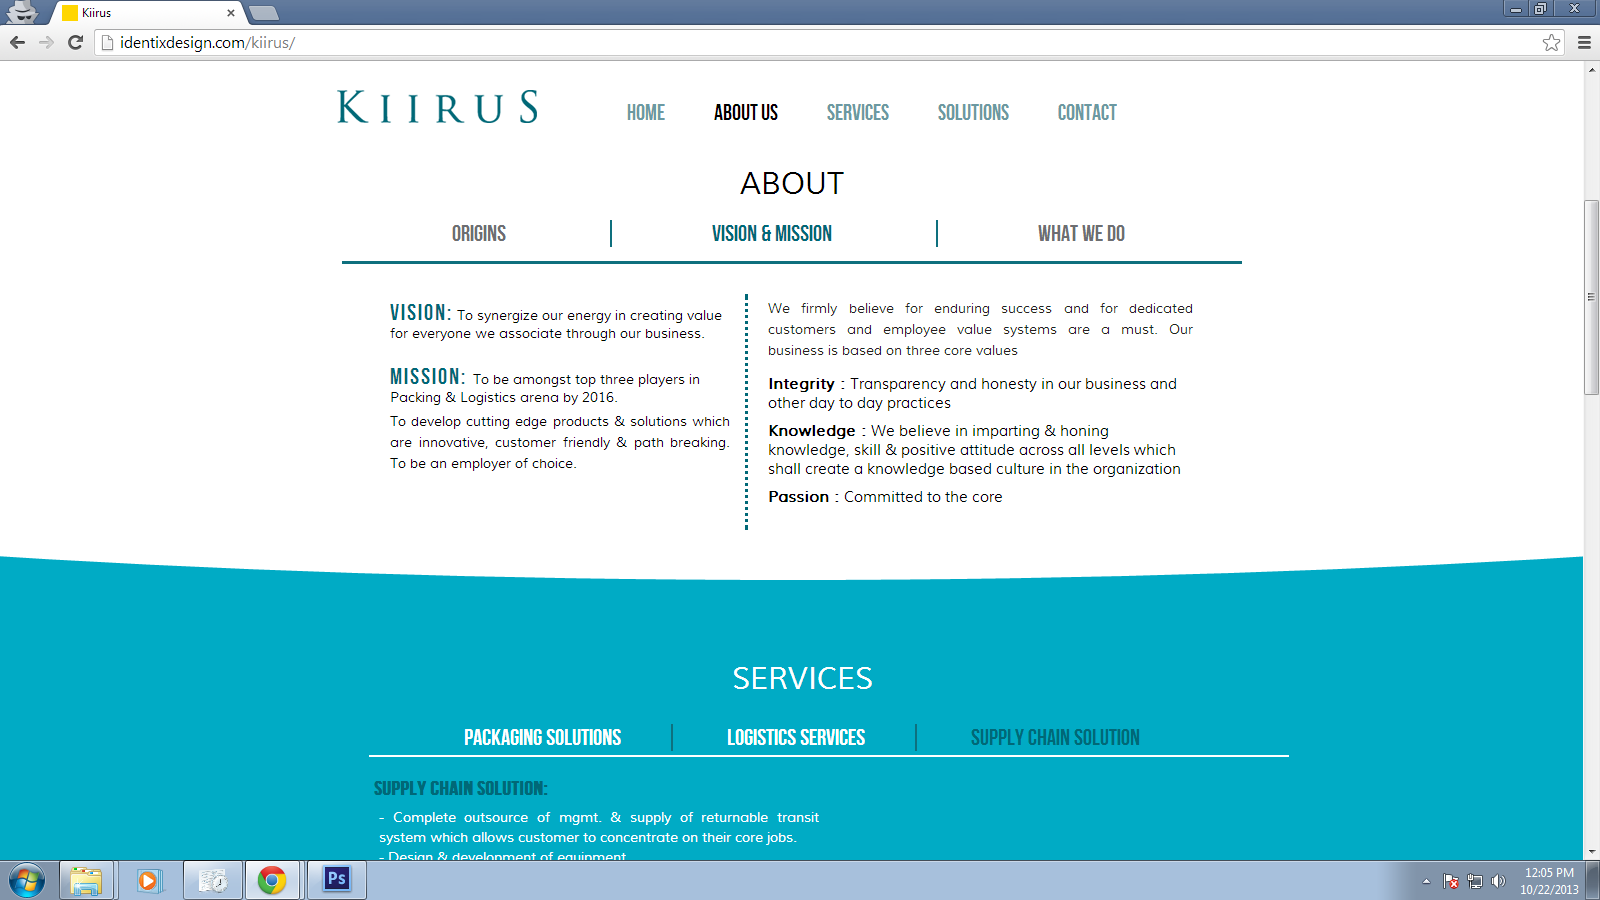 Kiirus
identixdesign.com/kiirus/
KIIRUS
HOME ABOUT US SERVICES SOLUTIONS CONTACT
ABOUT
ORIGINS VISION & MISSION WHAT WE DO
VISION: To synergize our energy in creating value
for everyone we associate through our business.
MISSION: To be amongst top three players in
Packing & Logistics arena by 2016.
To develop cutting edge products & solutions which
are innovative, customer friendly & path breaking.
To be an employer of choice.
We firmly believe for enduring success and for dedicated
customers and employee value systems are a must. Our
business is based on three core values
Integrity : Transparency and honesty in our business and
other day to day practices
Knowledge : We believe in imparting & honing
knowledge, skill & positive attitude across all levels which
shall create a knowledge based culture in the organization
Passion : Committed to the core
SERVICES
PACKAGING SOLUTIONS LOGISTICS SERVICES SUPPLY CHAIN SOLUTION
SUPPLY CHAIN SOLUTION:
- Complete outsource of mgmt. & supply of returnable transit
system which allows customer to concentrate on their core jobs.
- Design & development of equipment
Ps
12:05 PM
10/22/2013